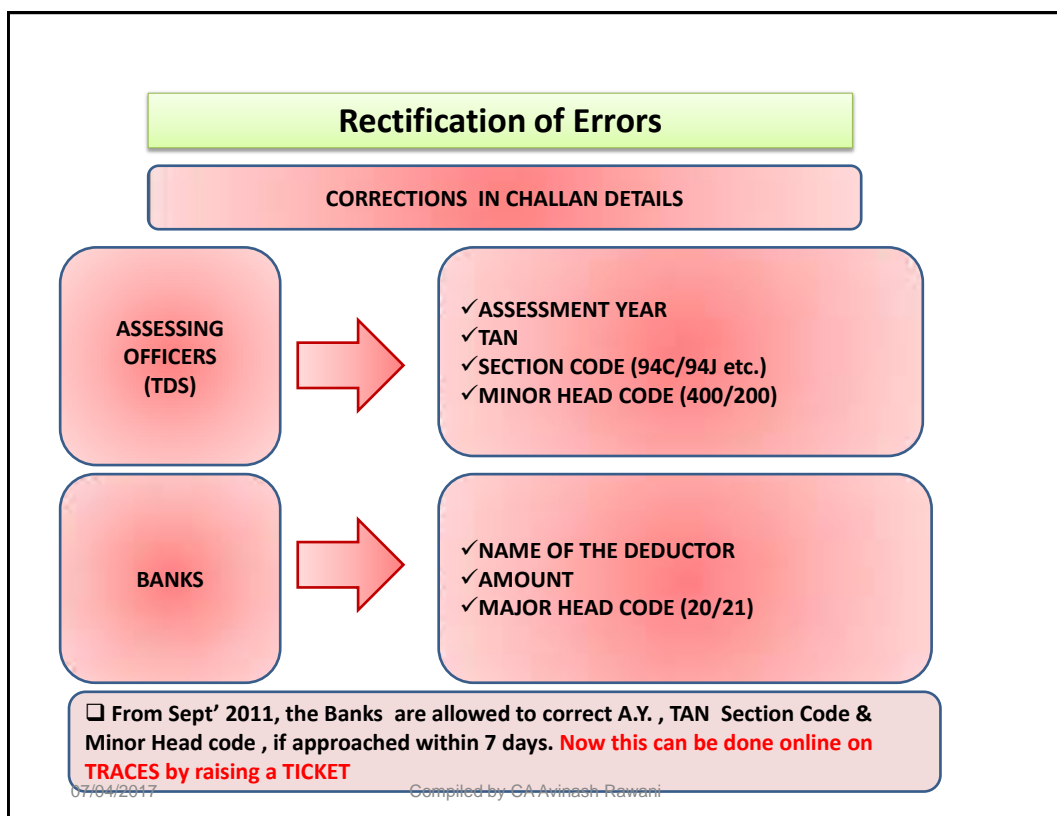 Rectification of Errors
CORRECTIONS IN CHALLAN DETAILS
ASSESSING
OFFICERS
(TDS)
✓ASSESSMENT YEAR
✓TAN
✓SECTION CODE (94C/94J etc.)
✓MINOR HEAD CODE (400/200)
BANKS
✓NAME OF THE DEDUCTOR
✓AMOUNT
✓MAJOR HEAD CODE (20/21)
❑ From Sept' 2011, the Banks are allowed to correct A.Y. , TAN Section Code &
Minor Head code , if approached within 7 days. Now this can be done online on
TRACES by raising a TICKET
07/04/2017 Compiled by CA Avinash Rawani